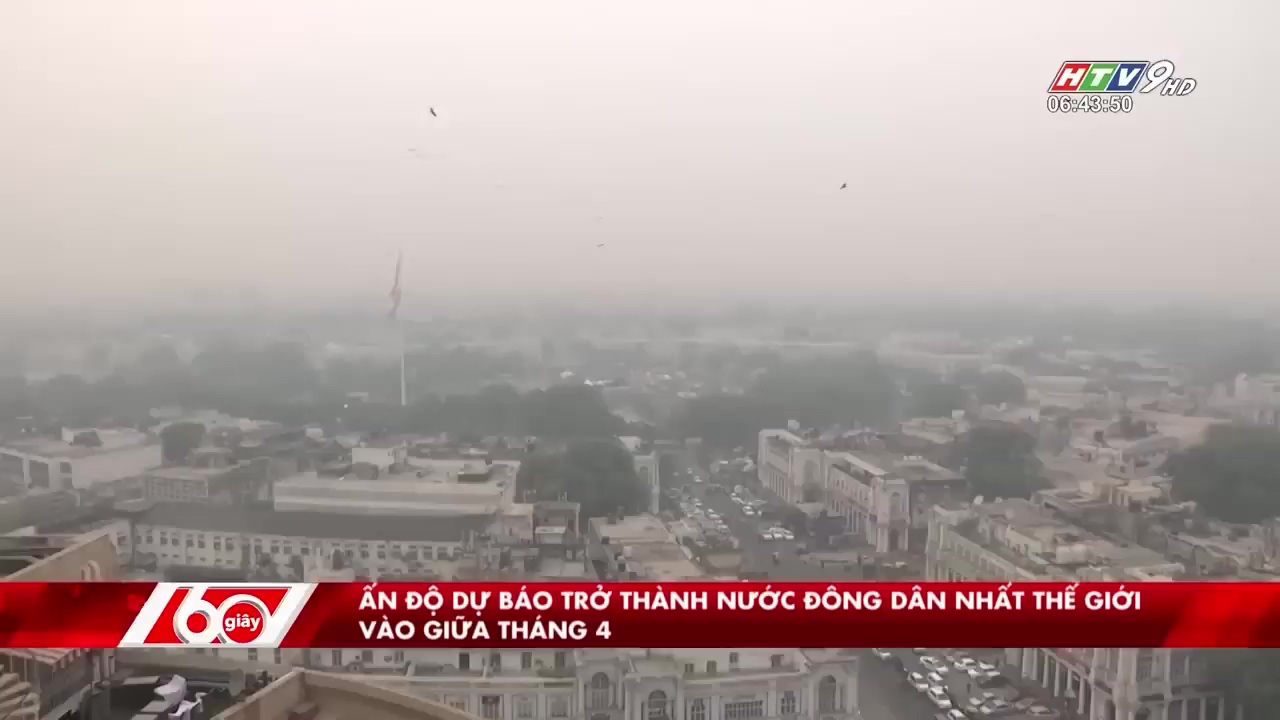 HTV9HD
06:43:50
60 giây
ẤN ĐỘ DỰ BÁO TRỞ THÀNH NƯỚC ĐÔNG DÂN NHẤT THẾ GIỚI
VÀO GIỮA THÁNG 4